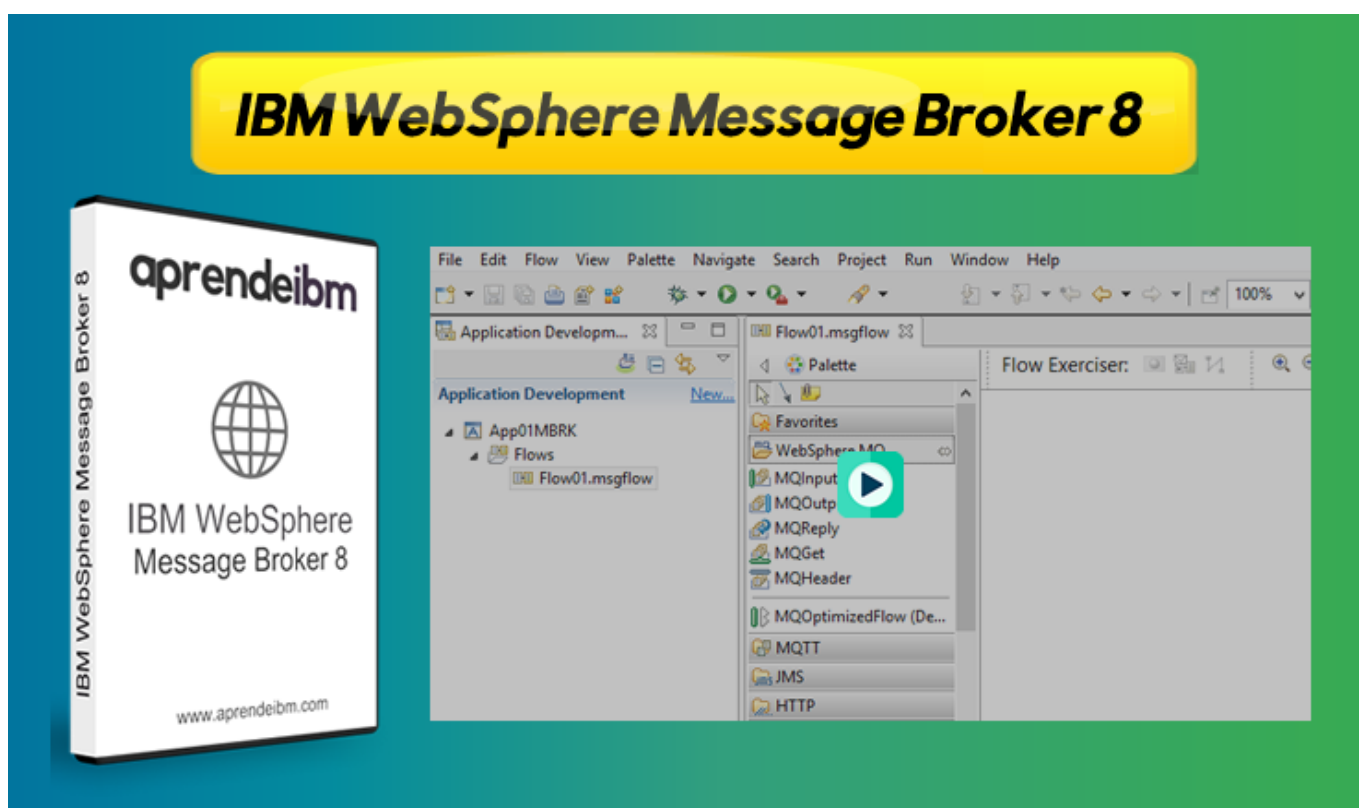 IBM WebSphere Message Broker 8
IBM WebSphere Message Broker 8
aprendeibm
IBM WebSphere
Message Broker 8
www.aprendeibm.com
File Edit Flow View Palette Navigate Search Project Run Window Help
100%
Application Developm...
Flow01.msgflow
Palette
Flow Exerciser:
Application Development New...
Favorites
App01MBRK
WebSphere MQ
Flows
MQInput
Flow01.msgflow
MQOutp
MQReply
MQGet
MQHeader
MQOptimizedFlow (De...
MQTT
JMS
HTTP